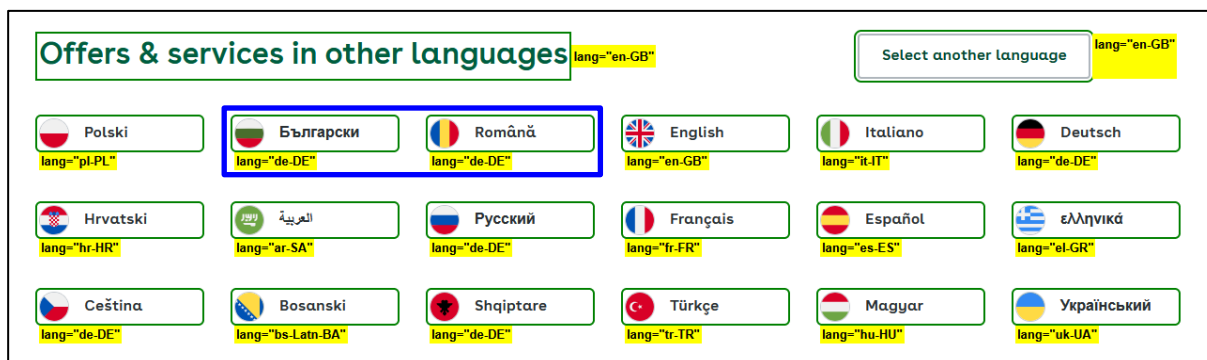 Offers & services in other languages lang="en-GB" Select another language lang="en-GB"
Polski Български Română English Italiano Deutsch
lang="pl-PL" lang="de-DE" lang="de-DE" lang="en-GB" lang="it-IT" lang="de-DE"
Hrvatski العربية Русский Français Español ελληνικά
lang="hr-HR" lang="ar-SA" lang="de-DE" lang="fr-FR" lang="es-ES" lang="el-GR"
Ceština Bosanski Shqiptare Türkçe Magyar Український
lang="de-DE" lang="bs-Latn-BA" lang="de-DE" lang="tr-TR" lang="hu-HU" lang="uk-UA"